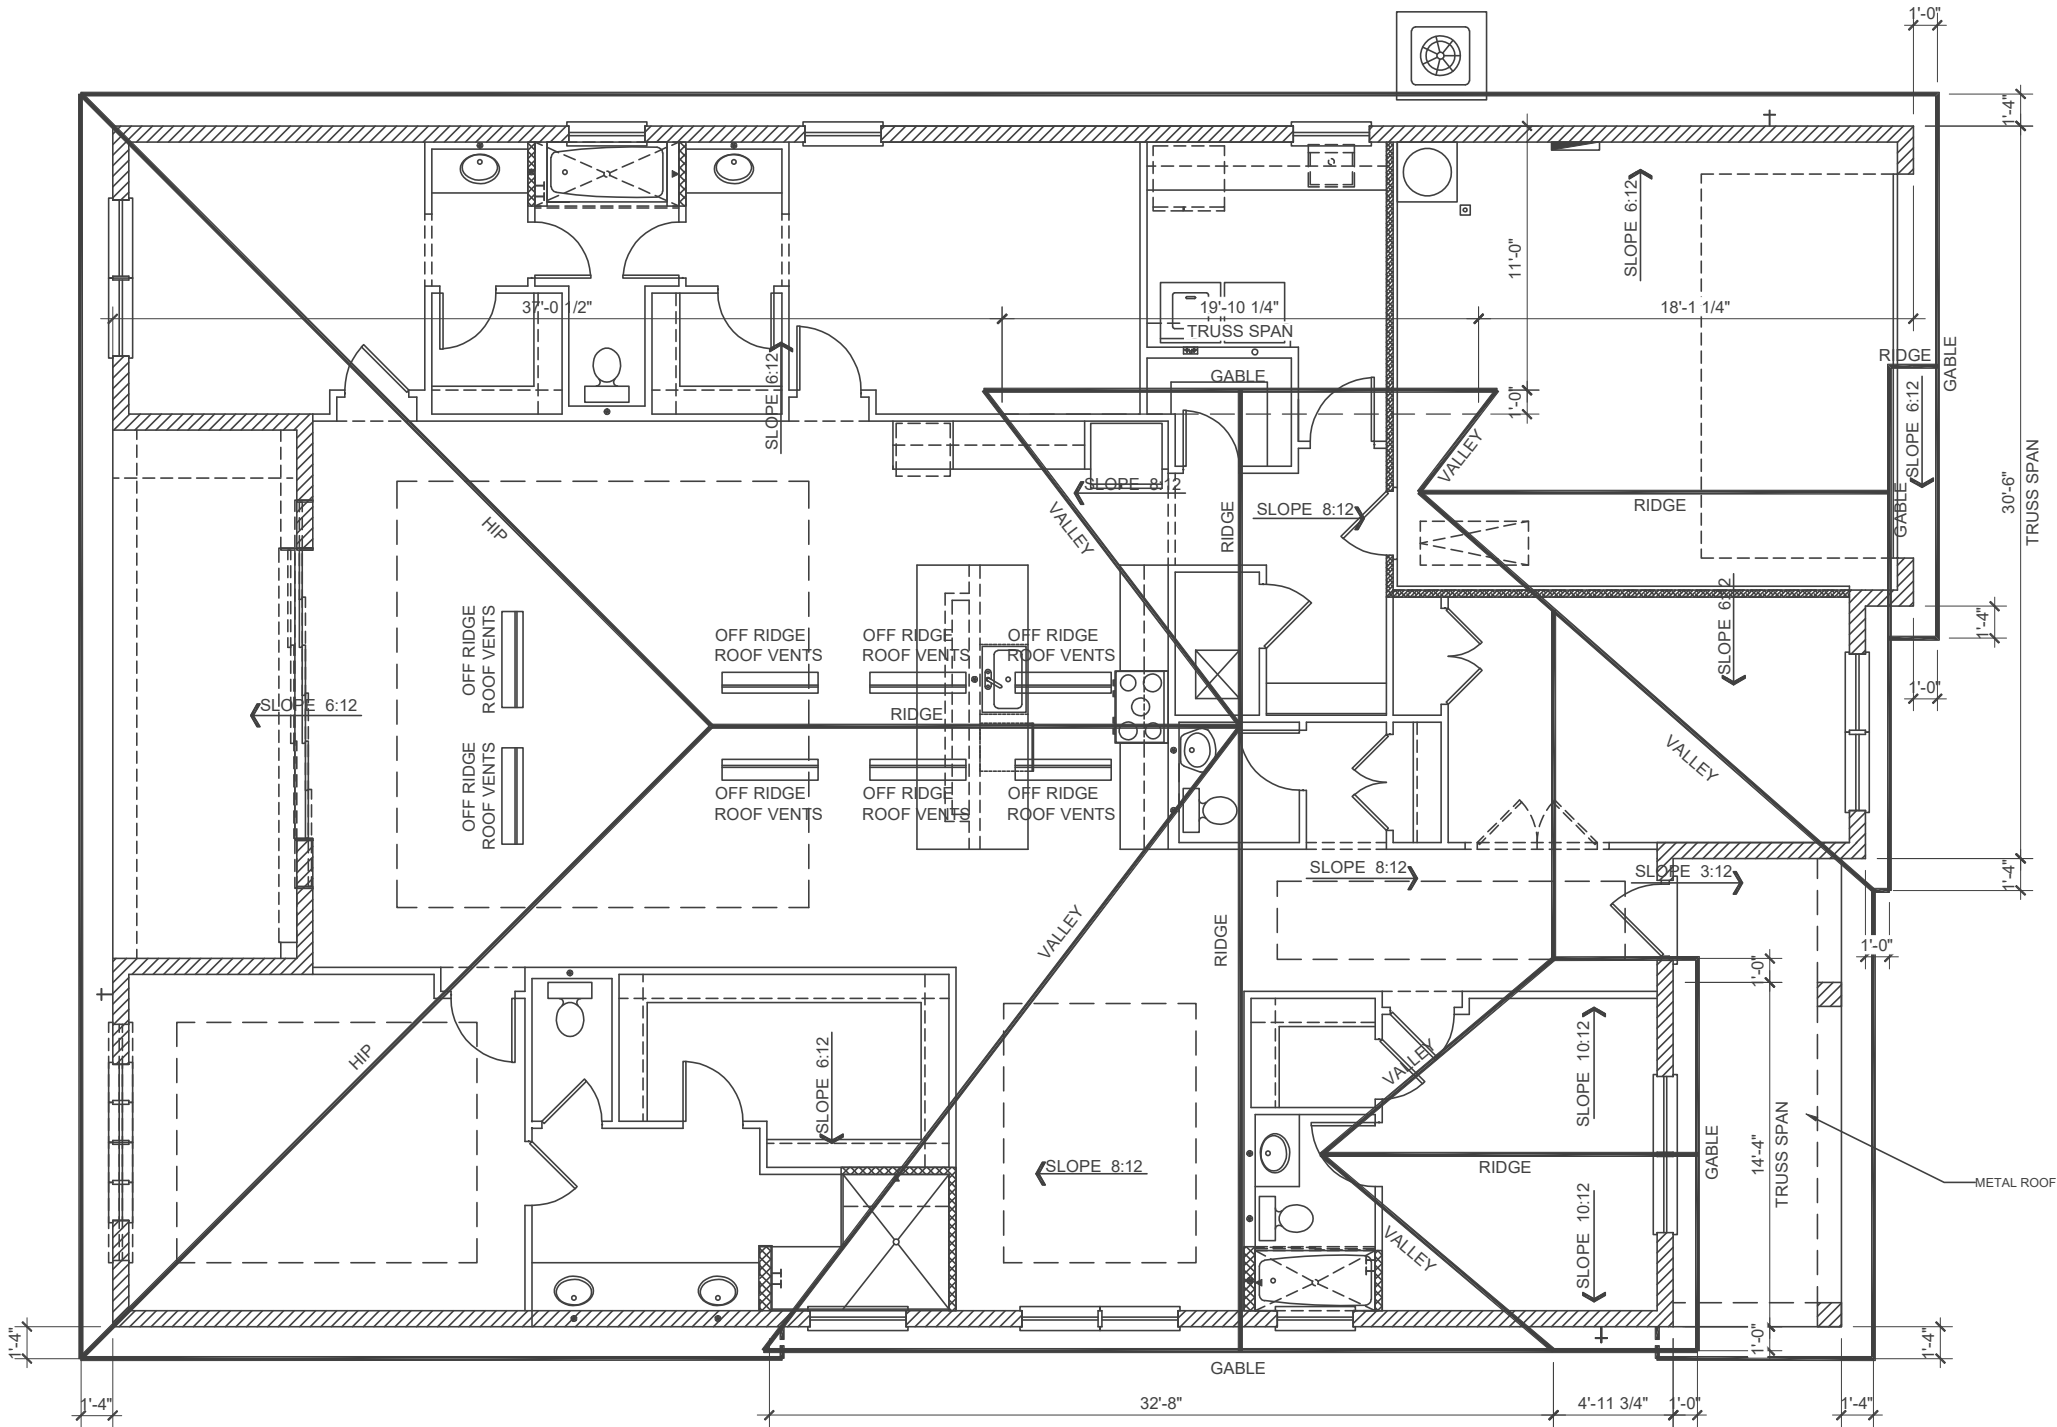 1'-0"
1'-4"
SLOPE 6:12
11'-0"
37'-0 1/2"
19'-10 1/4"
TRUSS SPAN
18'-1 1/4"
RIDGE
GABLE
SLOPE 6:12
GABLE
1'-0"
SLOPE 6:12
VALLEY
SLOPE 8:12
VALLEY
RIDGE
SLOPE 8:12
RIDGE
GABLE
30'-6"
TRUSS SPAN
HIP
SLOPE 6:12
1'-4"
OFF RIDGE
ROOF VENTS
OFF RIDGE
ROOF VENTS
OFF RIDGE
ROOF VENTS
OFF RIDGE
ROOF VENTS
1'-0"
SLOPE 6:12
RIDGE
VALLEY
OFF RIDGE
ROOF VENTS
OFF RIDGE
ROOF VENTS
OFF RIDGE
ROOF VENTS
OFF RIDGE
ROOF VENTS
SLOPE 8:12
SLOPE 3:12
1'-4"
VALLEY
RIDGE
1'-0"
1'-0"
HIP
SLOPE 6:12
VALLEY
SLOPE 10:12
SLOPE 8:12
RIDGE
GABLE
14'-4"
TRUSS SPAN
METAL ROOF
VALLEY
SLOPE 10:12
1'-4"
1'-0"
1'-4"
GABLE
1'-4"
32'-8"
4'-11 3/4"
1'-0"
1'-4"